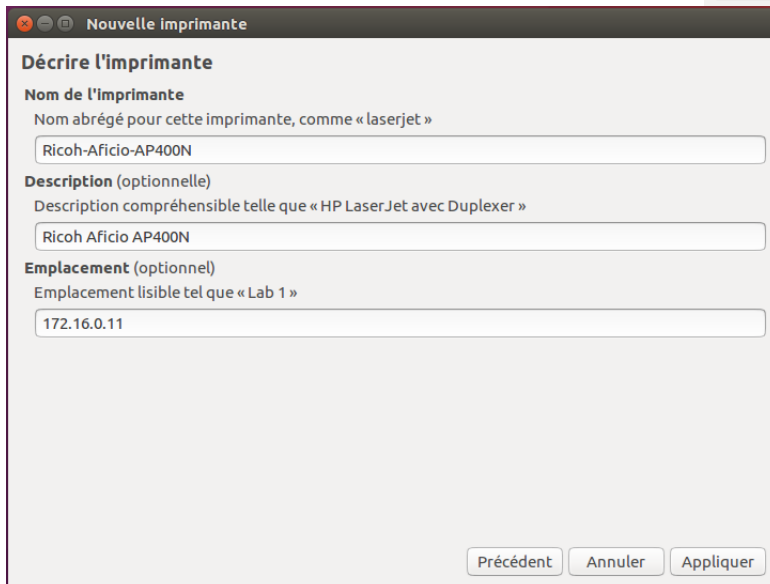 Nouvelle imprimante
Décrire l'imprimante
Nom de l'imprimante
Nom abrégé pour cette imprimante, comme « laserjet »
Ricoh-Aficio-AP400N
Description (optionnelle)
Description compréhensible telle que « HP LaserJet avec Duplexer »
Ricoh Aficio AP400N
Emplacement (optionnel)
Emplacement lisible tel que « Lab 1 »
172.16.0.11
Précédent Annuler Appliquer